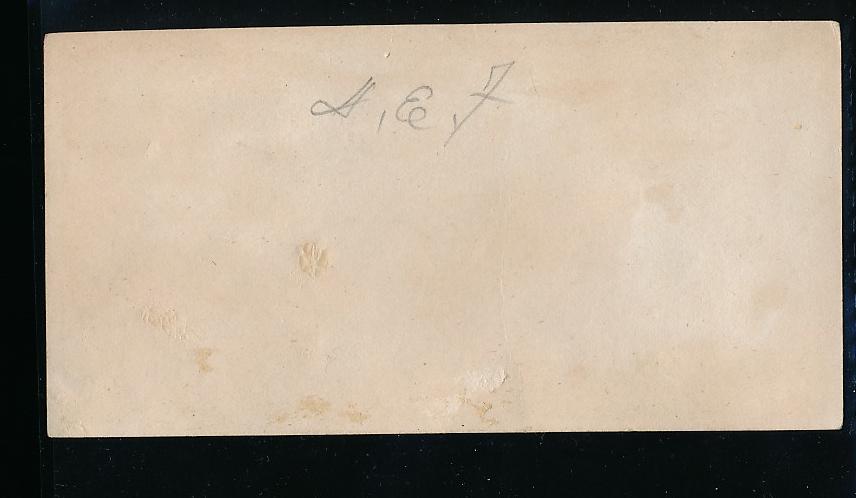 A, E, 7